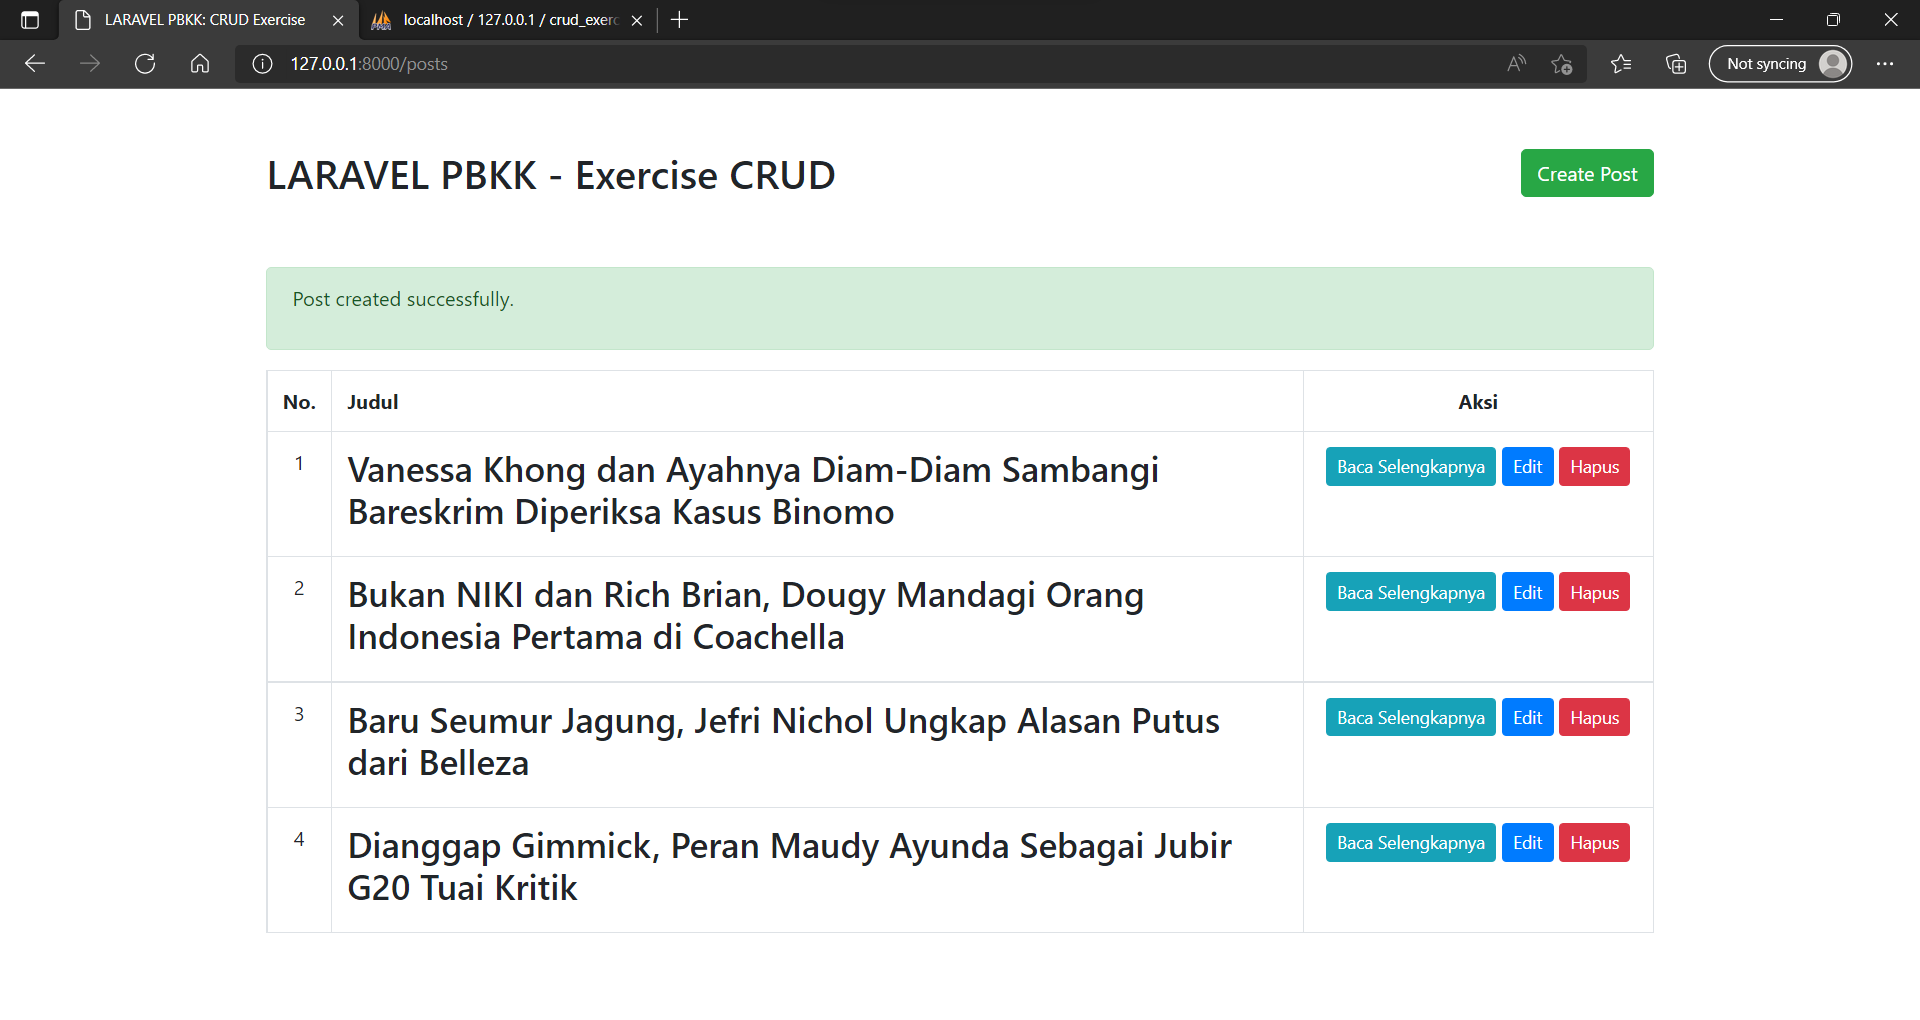 LARAVEL PBKK: CRUD Exercise
localhost / 127.0.0.1 / crud_exerc
127.0.0.1:8000/posts
Not syncing
LARAVEL PBKK - Exercise CRUD
Create Post
Post created successfully.
No. Judul Aksi
1 Vanessa Khong dan Ayahnya Diam-Diam Sambangi Baca Selengkapnya Edit Hapus
Bareskrim Diperiksa Kasus Binomo
2 Bukan NIKI dan Rich Brian, Dougy Mandagi Orang Baca Selengkapnya Edit Hapus
Indonesia Pertama di Coachella
3 Baru Seumur Jagung, Jefri Nichol Ungkap Alasan Putus Baca Selengkapnya Edit Hapus
dari Belleza
4 Dianggap Gimmick, Peran Maudy Ayunda Sebagai Jubir Baca Selengkapnya Edit Hapus
G20 Tuai Kritik